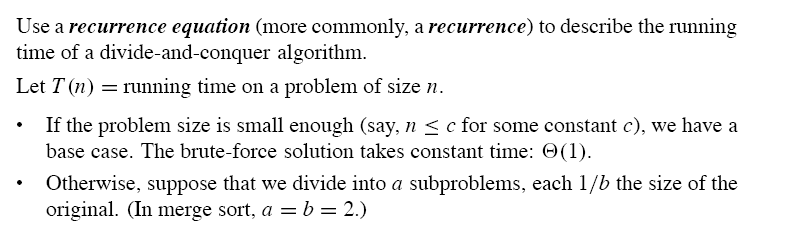 Use a recurrence equation (more commonly, a recurrence) to describe the running
time of a divide-and-conquer algorithm.
Let T (n) = running time on a problem of size n.
• If the problem size is small enough (say, n ≤ c for some constant c), we have a
base case. The brute-force solution takes constant time: Θ(1).
• Otherwise, suppose that we divide into a subproblems, each 1/b the size of the
original. (In merge sort, a = b = 2.)